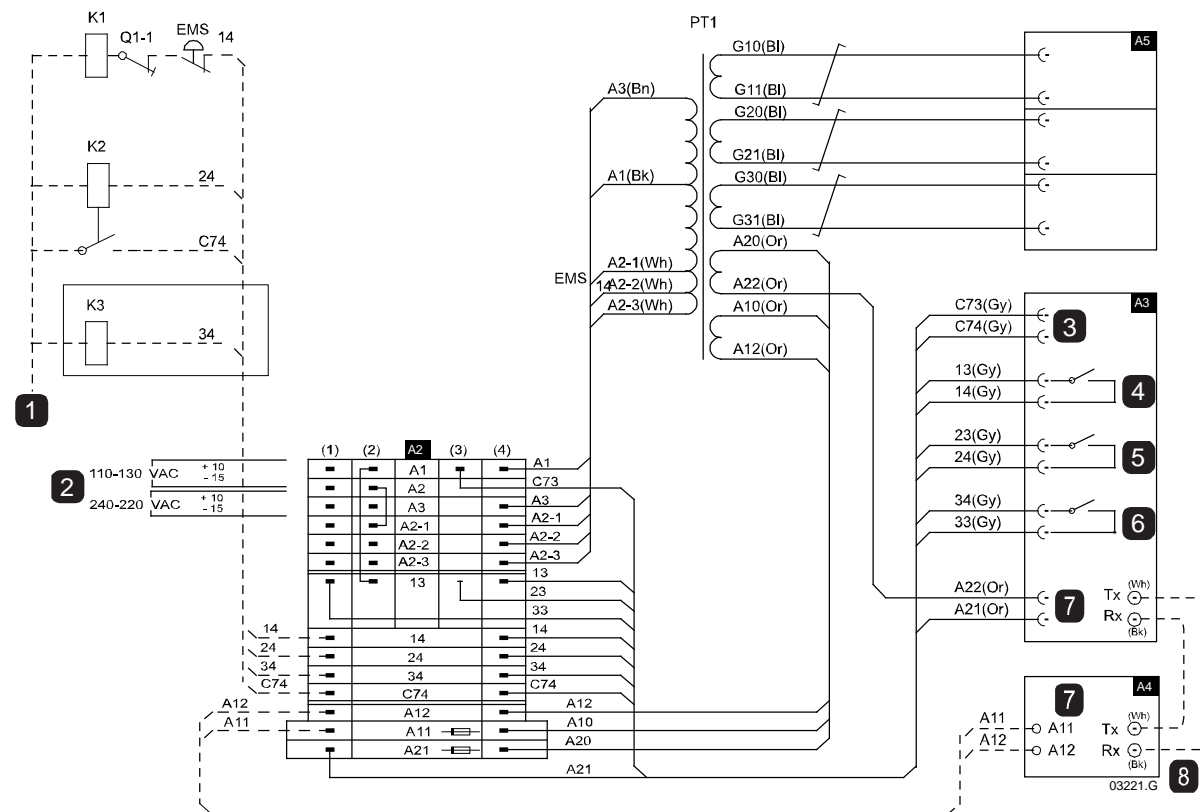 K1
Q1-1
EMS
14
K2
24
C74
K3
34
1
PT1
A3(Bn)
A1(Bk)
EMS
A2-1(Wh)
14
A2-2(Wh)
A2-3(Wh)
G10(Bl)
G11(Bl)
G20(Bl)
G21(Bl)
G30(Bl)
G31(Bl)
A20(Or)
A22(Or)
A10(Or)
A12(Or)
A5
A3
C73(Gy)
C74(Gy)
3
13(Gy)
14(Gy)
4
23(Gy)
24(Gy)
5
34(Gy)
33(Gy)
6
A22(Or)
A21(Or)
7
Tx
(Wh)
Rx
(Bk)
2
110-130 VAC + 10 - 15
240-220 VAC + 10 - 15
(1) (2) A2 (3) (4)
A1 A1
C73
A2
A3 A3
A2-1 A2-1
A2-2 A2-2
A2-3 A2-3
13 13
23
33
14 14 14
24 24 24
34 34 34
C74 C74 C74
A12 A12 A12
A11 A11 A10
A21 A20
A21
A4
7
A11 A11
A12 A12
Tx
(Wh)
Rx
(Bk)
8
03221.G